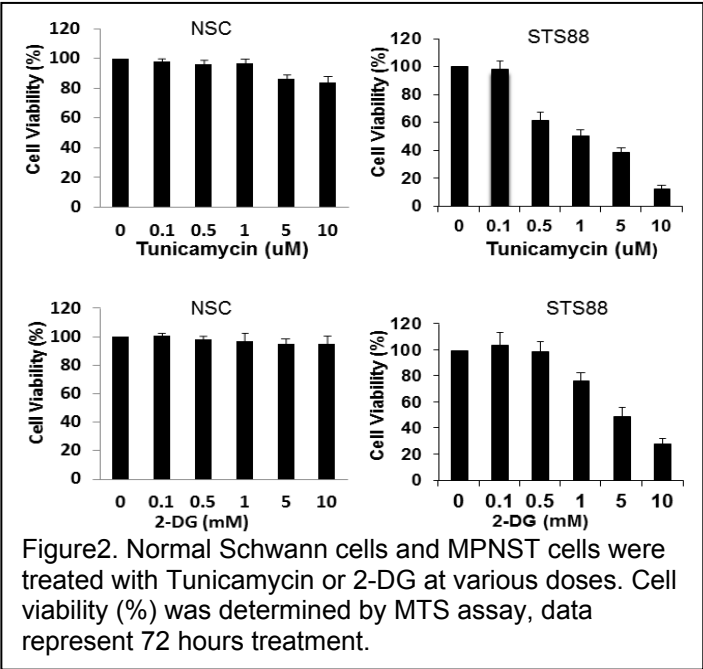 NSC
Cell Viability (%)
120
100
80
60
40
20
0
0 0.1 0.5 1 5 10
Tunicamycin (uM)
STS88
Cell Viability (%)
120
100
80
60
40
20
0
0 0.1 0.5 1 5 10
Tunicamycin (uM)
NSC
Cell Viability (%)
120
100
80
60
40
20
0
0 0.1 0.5 1 5 10
2-DG (mM)
STS88
Cell Viability (%)
120
100
80
60
40
20
0
0 0.1 0.5 1 5 10
2-DG (mM)
Figure2. Normal Schwann cells and MPNST cells were
treated with Tunicamycin or 2-DG at various doses. Cell
viability (%) was determined by MTS assay, data
represent 72 hours treatment.